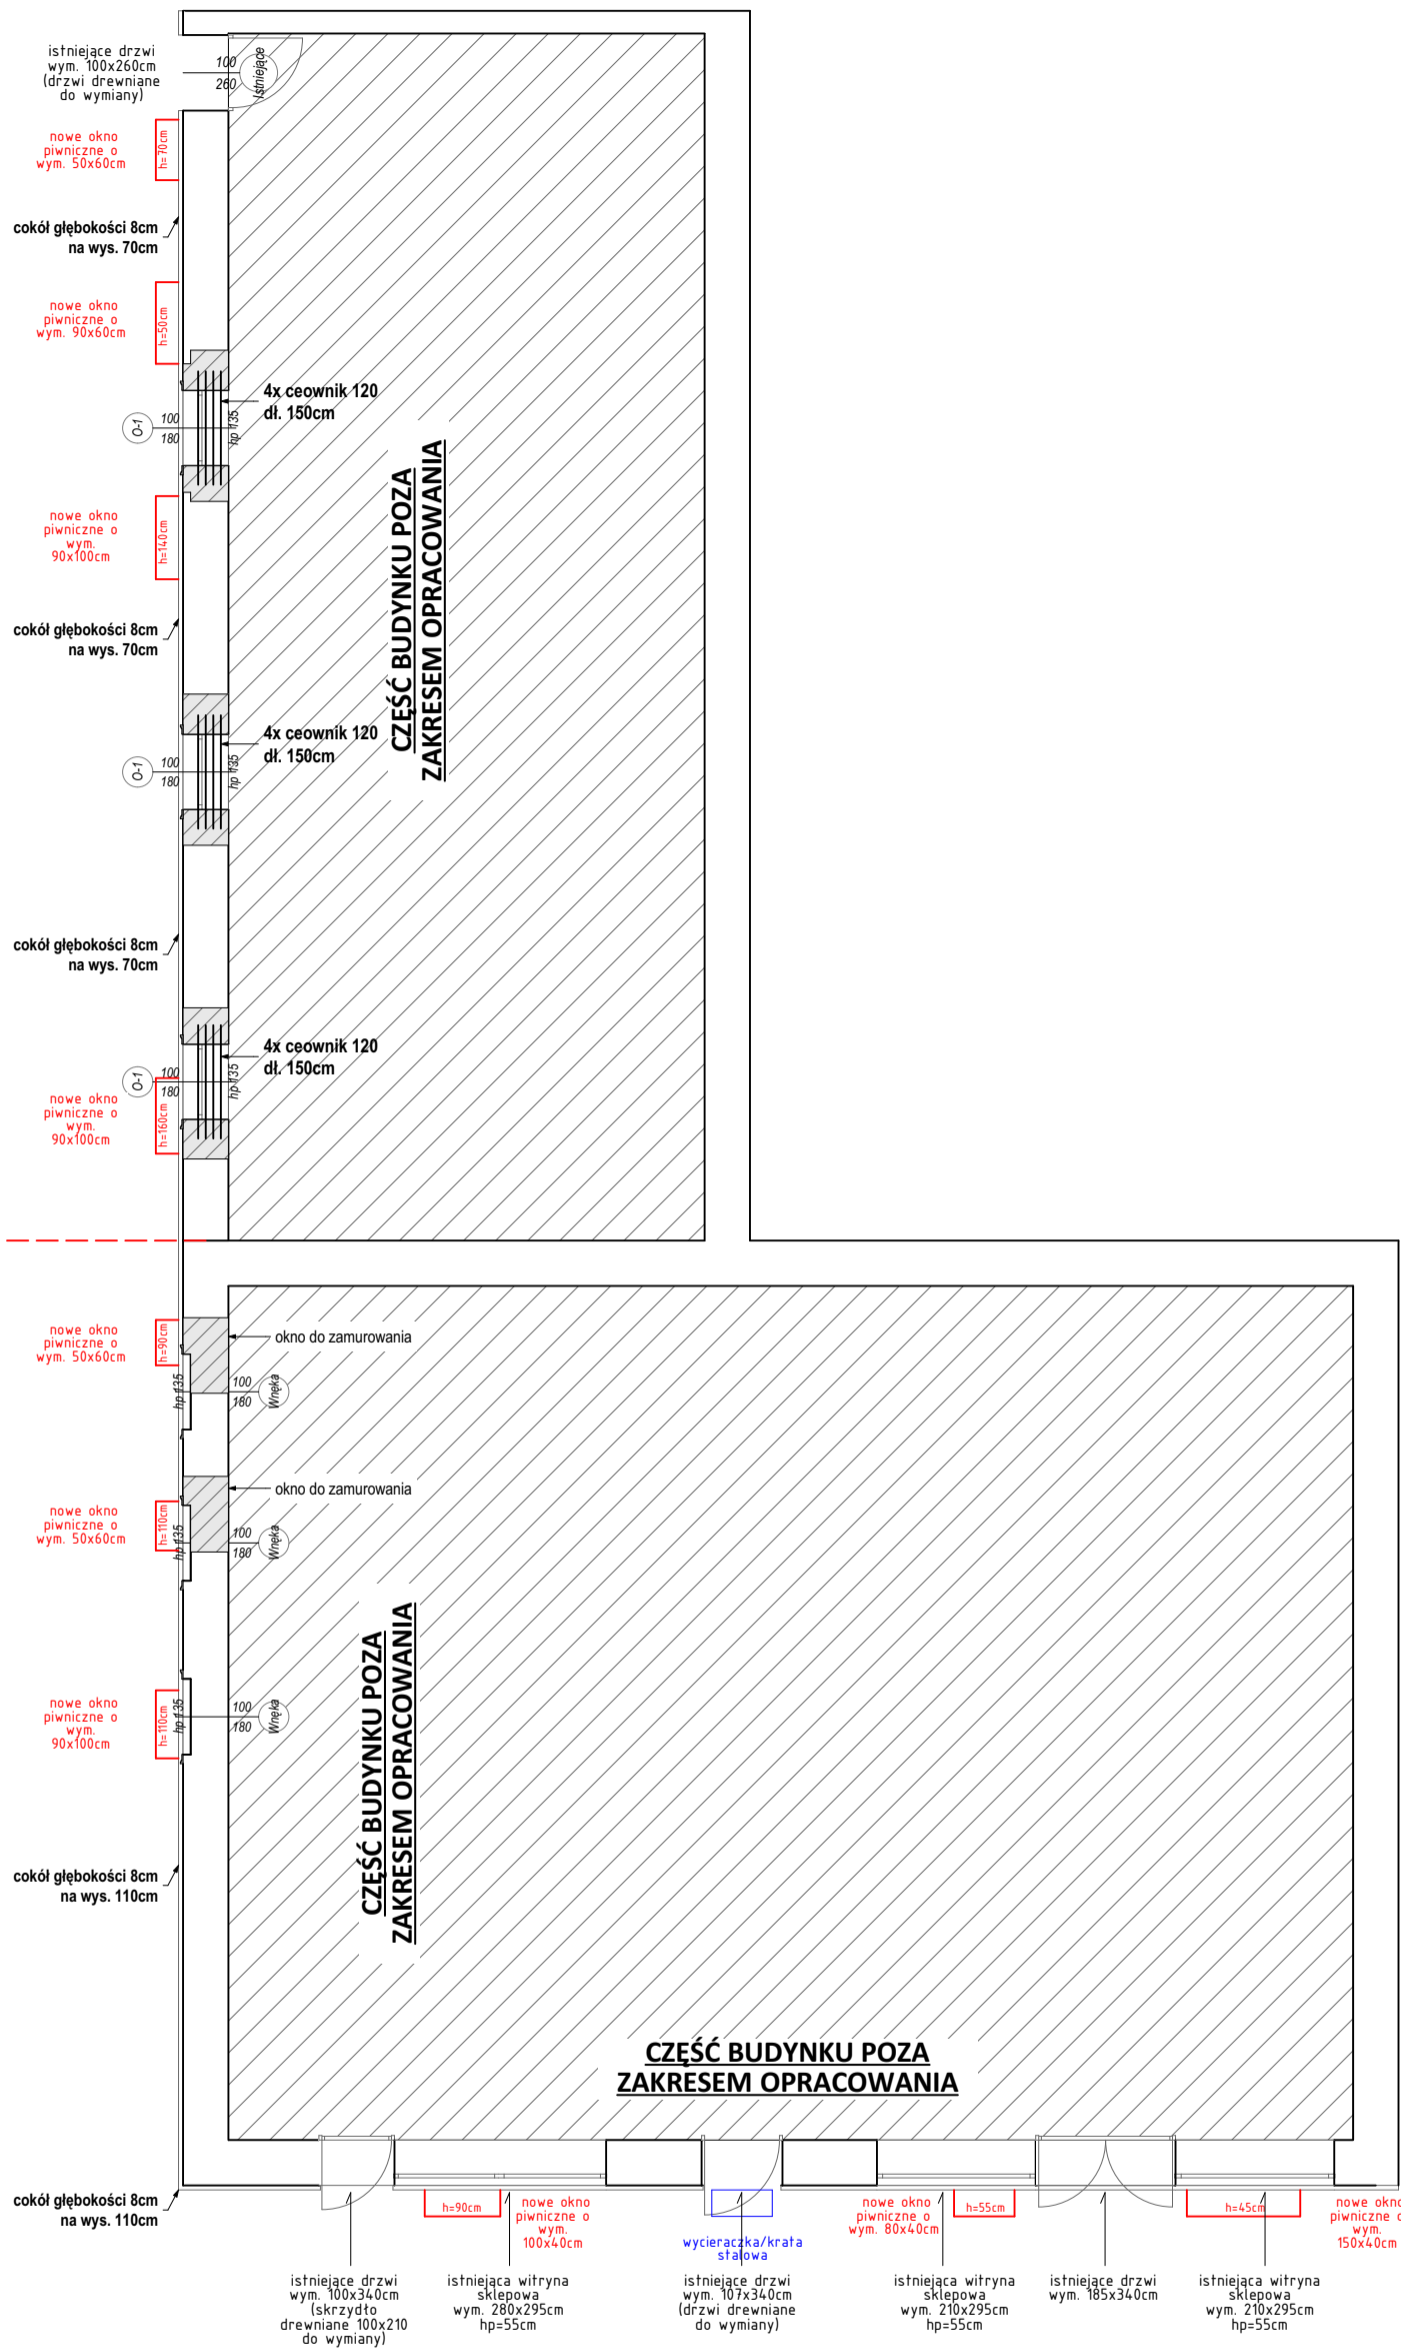 istniejące drzwi
wym. 100x260cm
(drzwi drewniane
do wymiany)
100
260
Istniejące
nowe okno
piwniczne o
wym. 50x60cm
h=70cm
cokół głębokości 8cm
na wys. 70cm
nowe okno
piwniczne o
wym. 90x60cm
h=50cm
4x ceownik 120
dł. 150cm
O-1
100
180
hp 135
nowe okno
piwniczne o
wym.
90x100cm
h=140cm
CZĘŚĆ BUDYNKU POZA
ZAKRESEM OPRACOWANIA
cokół głębokości 8cm
na wys. 70cm
4x ceownik 120
dł. 150cm
O-1
100
180
hp 135
cokół głębokości 8cm
na wys. 70cm
4x ceownik 120
dł. 150cm
O-1
100
180
hp 135
nowe okno
piwniczne o
wym.
90x100cm
h=160cm
nowe okno
piwniczne o
wym. 50x60cm
h=90cm
okno do zamurowania
hp 135
100
180
Wnęka
okno do zamurowania
nowe okno
piwniczne o
wym. 50x60cm
h=110cm
hp 135
100
180
Wnęka
CZĘŚĆ BUDYNKU POZA
ZAKRESEM OPRACOWANIA
nowe okno
piwniczne o
wym.
90x100cm
h=110cm
hp 135
100
180
Wnęka
cokół głębokości 8cm
na wys. 110cm
CZĘŚĆ BUDYNKU POZA
ZAKRESEM OPRACOWANIA
cokół głębokości 8cm
na wys. 110cm
h=90cm
nowe okno
piwniczne o
wym.
100x40cm
wycieraczka/krata
stalowa
nowe okno
piwniczne o
wym. 80x40cm
h=55cm
h=45cm
nowe okno
piwniczne o
wym.
150x40cm
istniejące drzwi
wym. 100x340cm
(skrzydło
drewniane 100x210
do wymiany)
istniejąca witryna
sklepowa
wym. 280x295cm
hp=55cm
istniejące drzwi
wym. 107x340cm
(drzwi drewniane
do wymiany)
istniejąca witryna
sklepowa
wym. 210x295cm
hp=55cm
istniejące drzwi
wym. 185x340cm
istniejąca witryna
sklepowa
wym. 210x295cm
hp=55cm